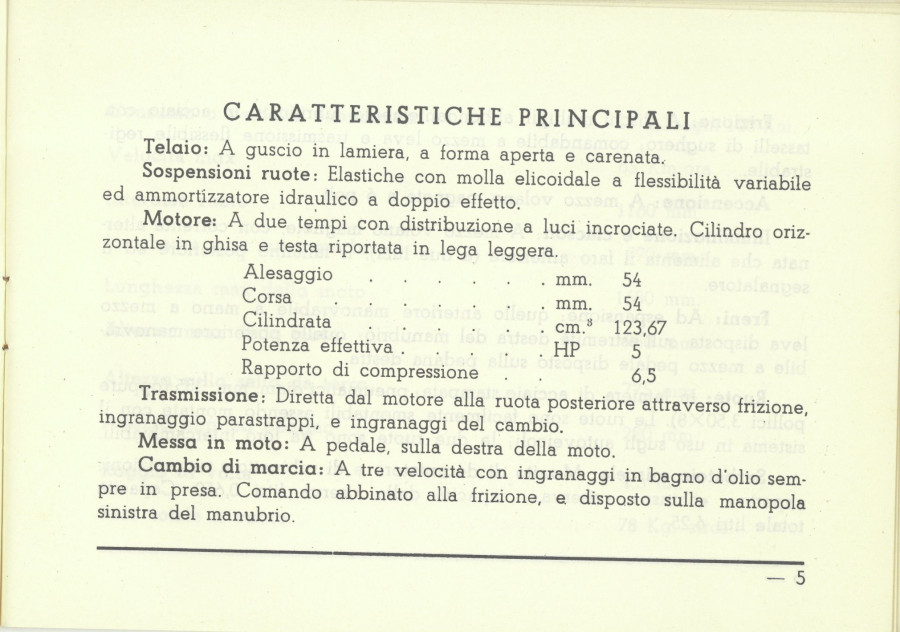 CARATTERISTICHE PRINCIPALI
Telaio: A guscio in lamiera, a forma aperta e carenata.
Sospensioni ruote: Elastiche con molla elicoidale a flessibilità variabile
ed ammortizzatore idraulico a doppio effetto.
Motore: A due tempi con distribuzione a luci incrociate. Cilindro oriz-
zontale in ghisa e testa riportata in lega leggera.
Alesaggio . . . . . . mm. 54
Corsa . . . . . . mm. 54
Cilindrata . . . . . . cm.³ 123,67
Potenza effettiva . . . . . HP 5
Rapporto di compressione . . 6,5
Trasmissione: Diretta dal motore alla ruota posteriore attraverso frizione,
ingranaggio parastrappi, e ingranaggi del cambio.
Messa in moto: A pedale, sulla destra della moto.
Cambio di marcia: A tre velocità con ingranaggi in bagno d'olio sem-
pre in presa. Comando abbinato alla frizione, e disposto sulla manopola
sinistra del manubrio.
— 5